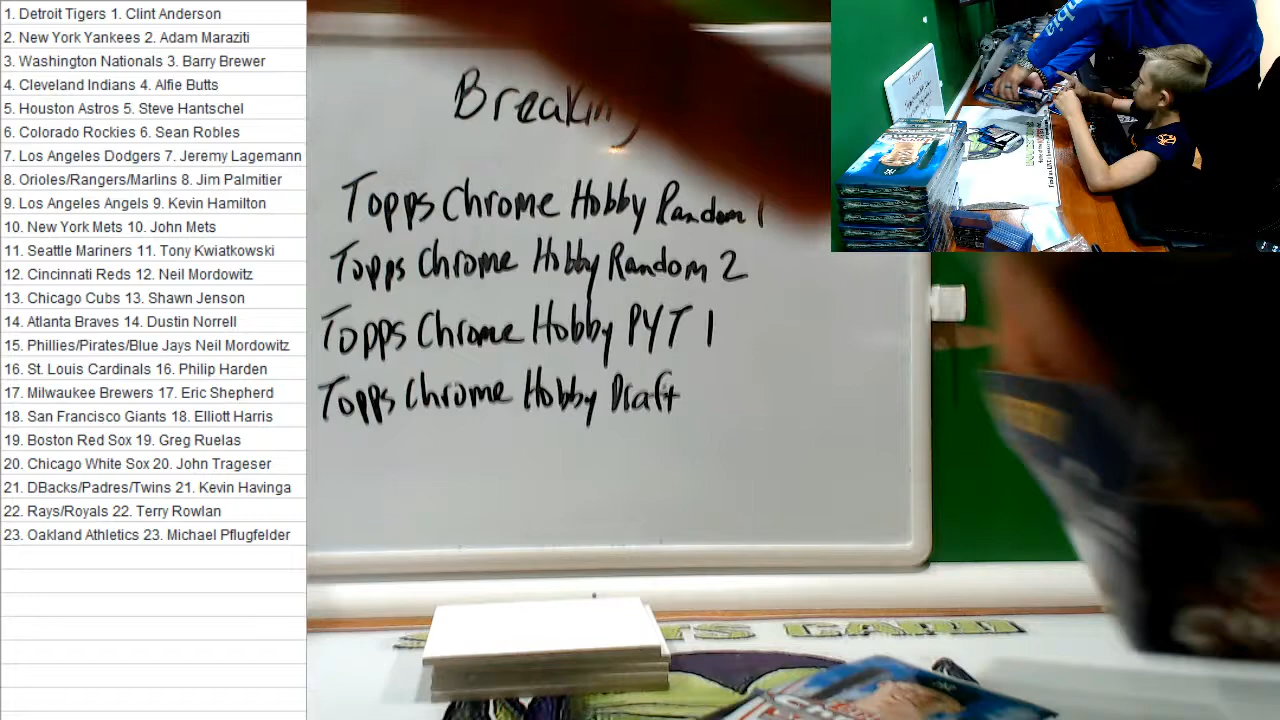 1. Detroit Tigers 1. Clint Anderson
2. New York Yankees 2. Adam Maraziti
3. Washington Nationals 3. Barry Brewer
4. Cleveland Indians 4. Alfie Butts
5. Houston Astros 5. Steve Hantschel
6. Colorado Rockies 6. Sean Robles
7. Los Angeles Dodgers 7. Jeremy Lagemann
8. Orioles/Rangers/Marlins 8. Jim Palmitier
9. Los Angeles Angels 9. Kevin Hamilton
10. New York Mets 10. John Mets
11. Seattle Mariners 11. Tony Kwiatkowski
12. Cincinnati Reds 12. Neil Mordowitz
13. Chicago Cubs 13. Shawn Jenson
14. Atlanta Braves 14. Dustin Norrell
15. Phillies/Pirates/Blue Jays Neil Mordowitz
16. St. Louis Cardinals 16. Philip Harden
17. Milwaukee Brewers 17. Eric Shepherd
18. San Francisco Giants 18. Elliott Harris
19. Boston Red Sox 19. Greg Ruelas
20. Chicago White Sox 20. John Trageser
21. DBacks/Padres/Twins 21. Kevin Havinga
22. Rays/Royals 22. Terry Rowlan
23. Oakland Athletics 23. Michael Pflugfelder
Breaking
Topps Chrome Hobby Random 1
Topps Chrome Hobby Random 2
Topps Chrome Hobby PYT 1
Topps Chrome Hobby Draft
CARD